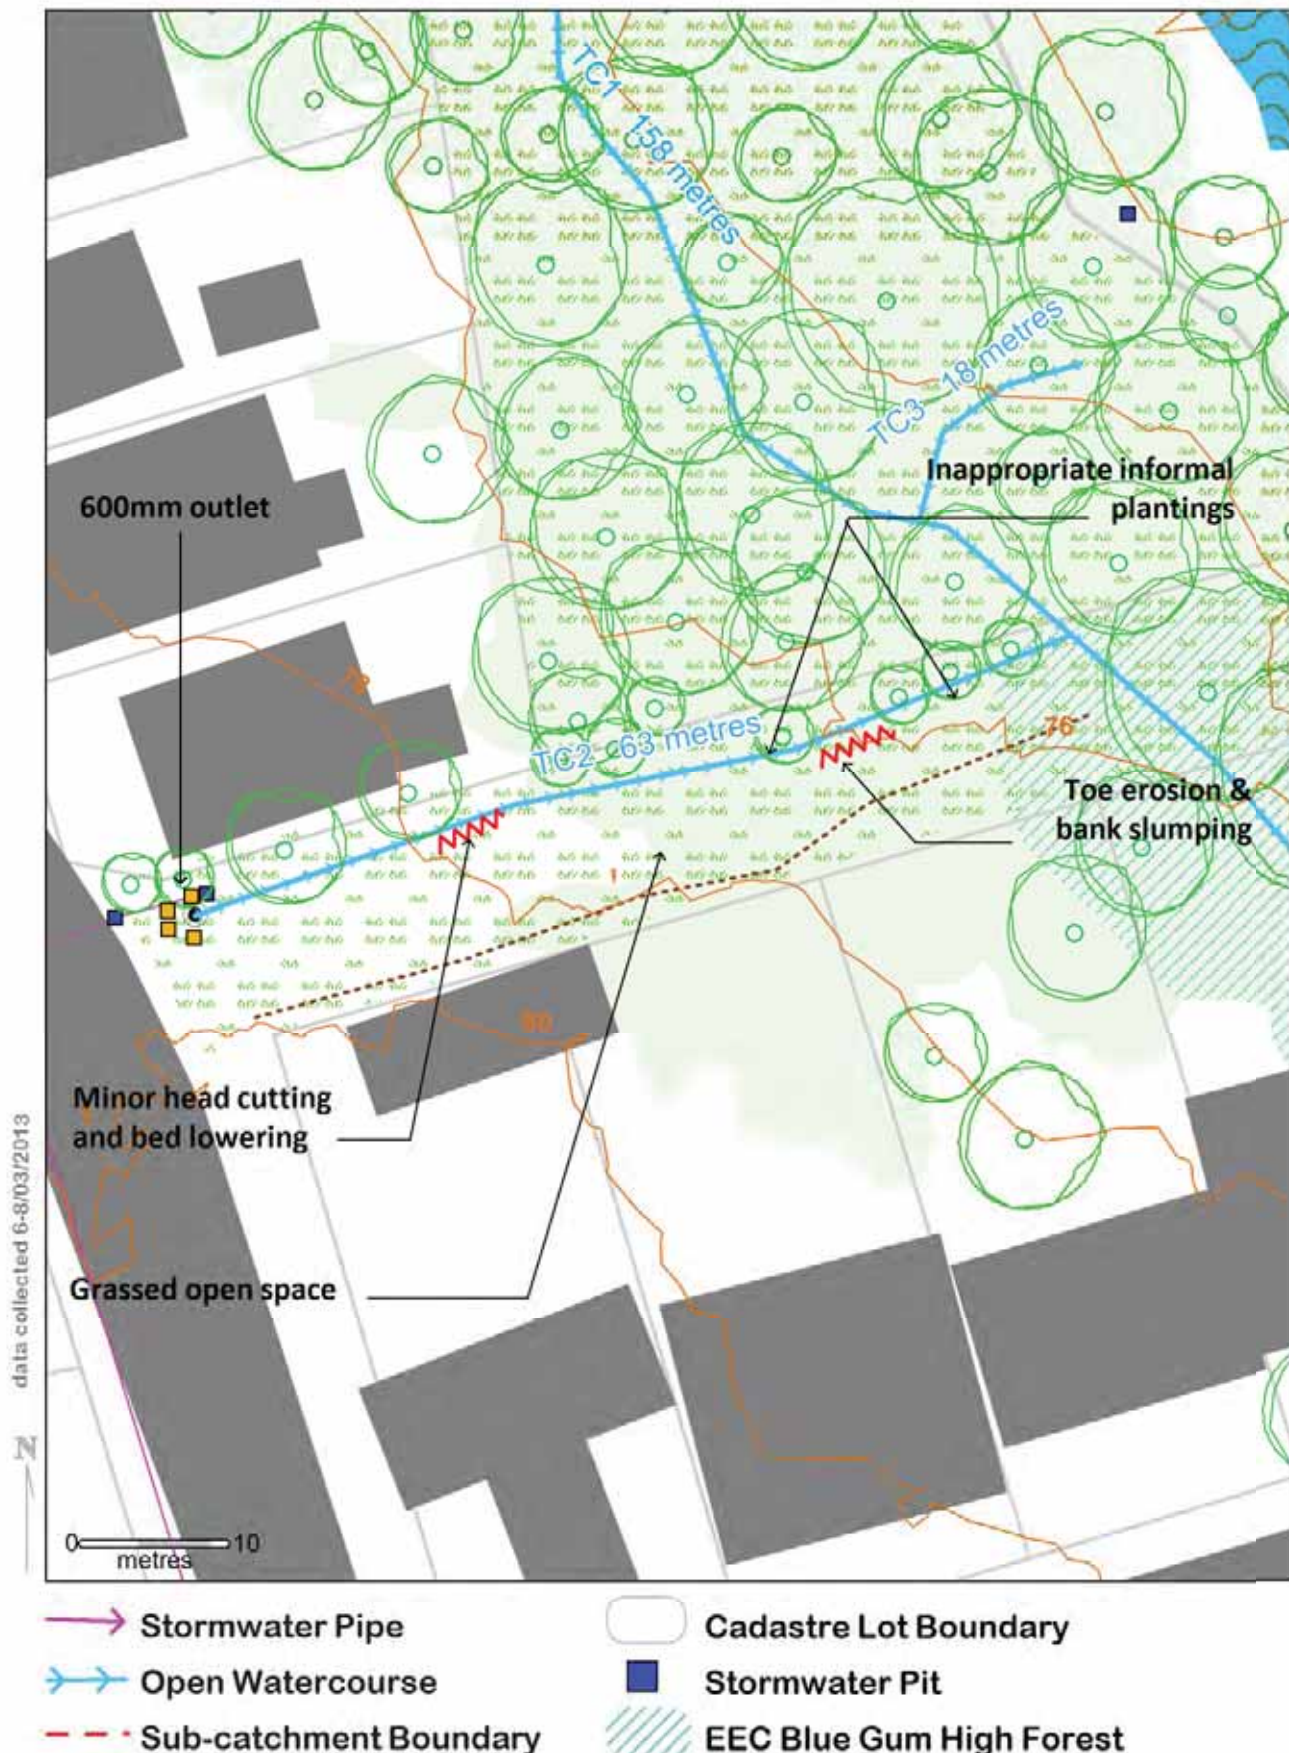 TC1 158 metres
TC3 18 metres
Inappropriate informal
plantings
600mm outlet
78
TC2 63 metres
76
Toe erosion &
bank slumping
80
Minor head cutting
and bed lowering
Grassed open space
data collected 6-8/03/2013
N
0 10
metres
Stormwater Pipe
Cadastre Lot Boundary
Open Watercourse
Stormwater Pit
Sub-catchment Boundary
EEC Blue Gum High Forest